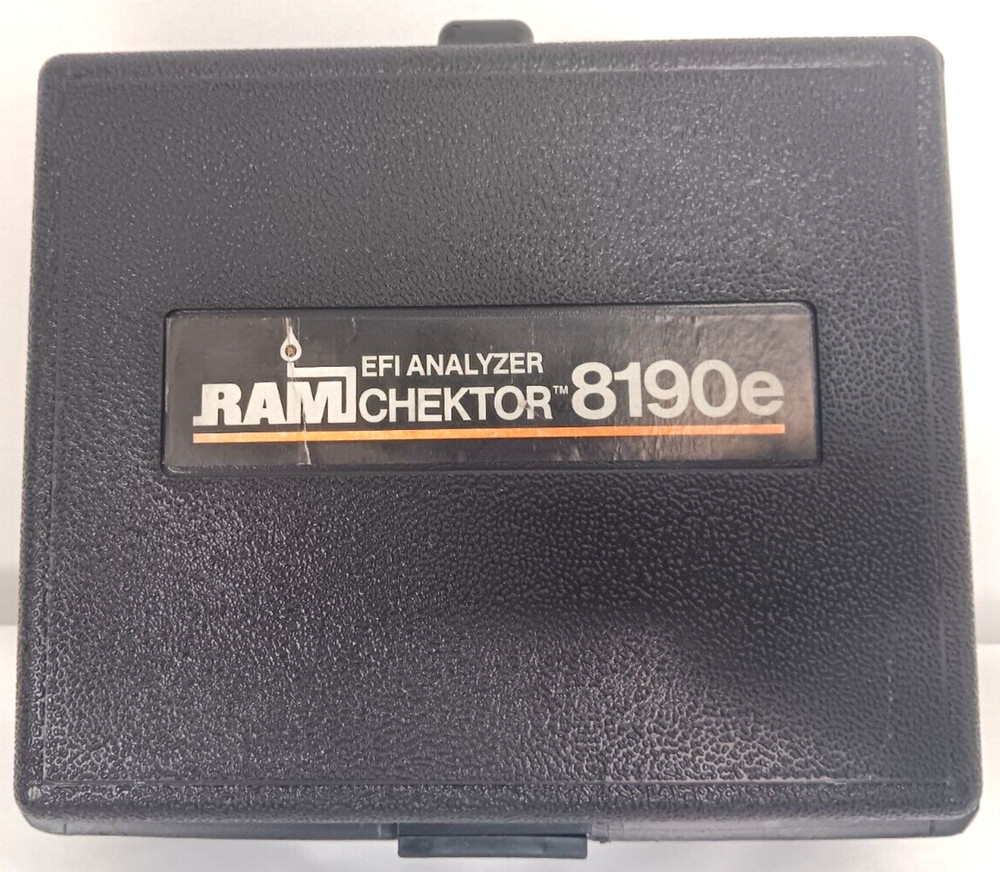 EFI ANALYZER
RAM CHEKTOR™ 8190e